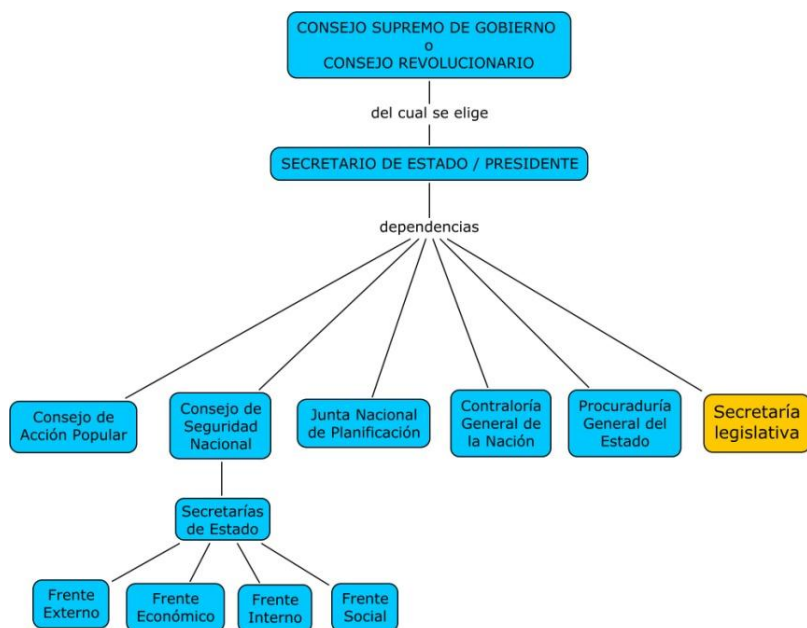 CONSEJO SUPREMO DE GOBIERNO
o
CONSEJO REVOLUCIONARIO
del cual se elige
SECRETARIO DE ESTADO / PRESIDENTE
dependencias
Consejo de
Acción Popular
Consejo de
Seguridad
Nacional
Junta Nacional
de Planificación
Contraloría
General de
la Nación
Procuraduría
General del
Estado
Secretaría
legislativa
Secretarías
de Estado
Frente
Externo
Frente
Económico
Frente
Interno
Frente
Social